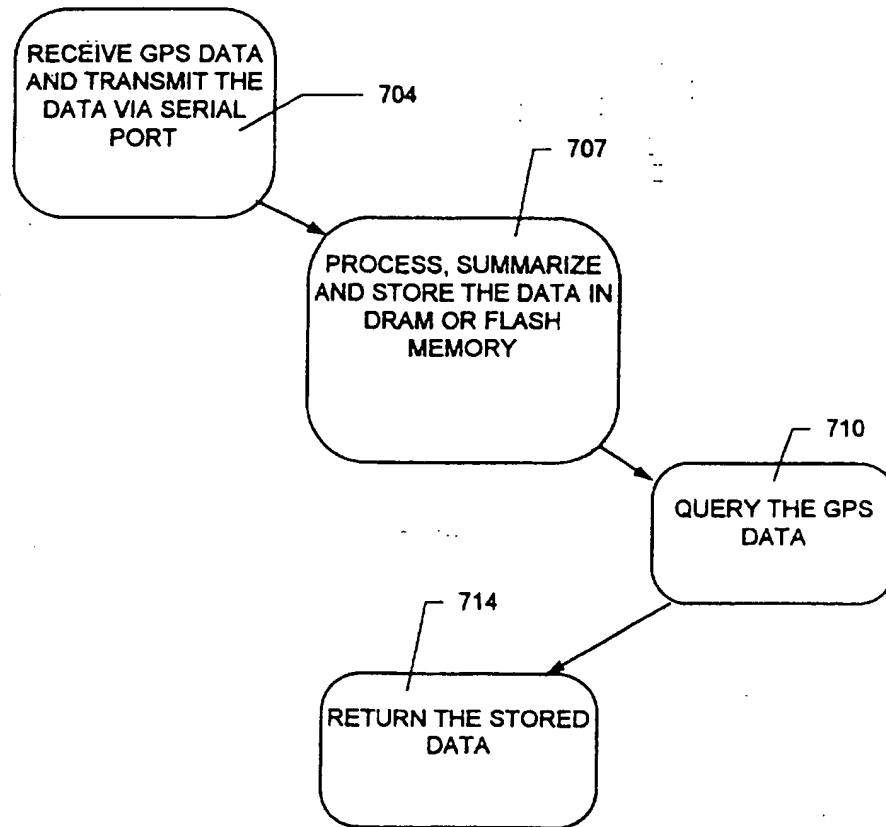 RECEIVE GPS DATA
AND TRANSMIT THE
DATA VIA SERIAL
PORT
704
707
PROCESS, SUMMARIZE
AND STORE THE DATA IN
DRAM OR FLASH
MEMORY
710
QUERY THE GPS
DATA
714
RETURN THE STORED
DATA